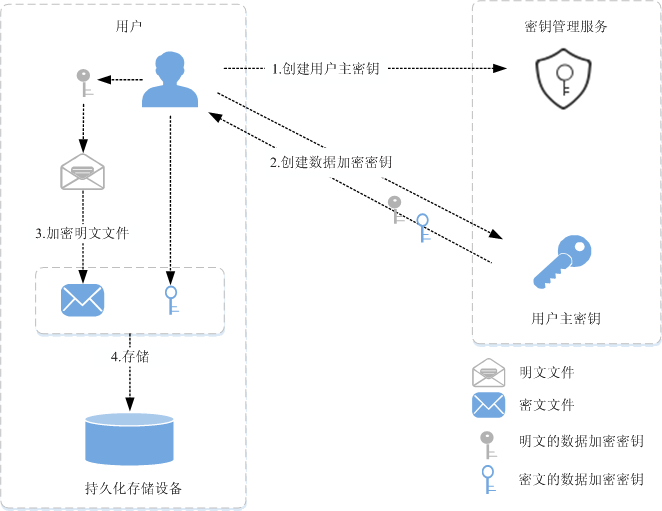 用户
密钥管理服务
1.创建用户主密钥
2.创建数据加密密钥
3.加密明文文件
用户主密钥
4.存储
明文文件
密文文件
明文的数据加密密钥
密文的数据加密密钥
持久化存储设备